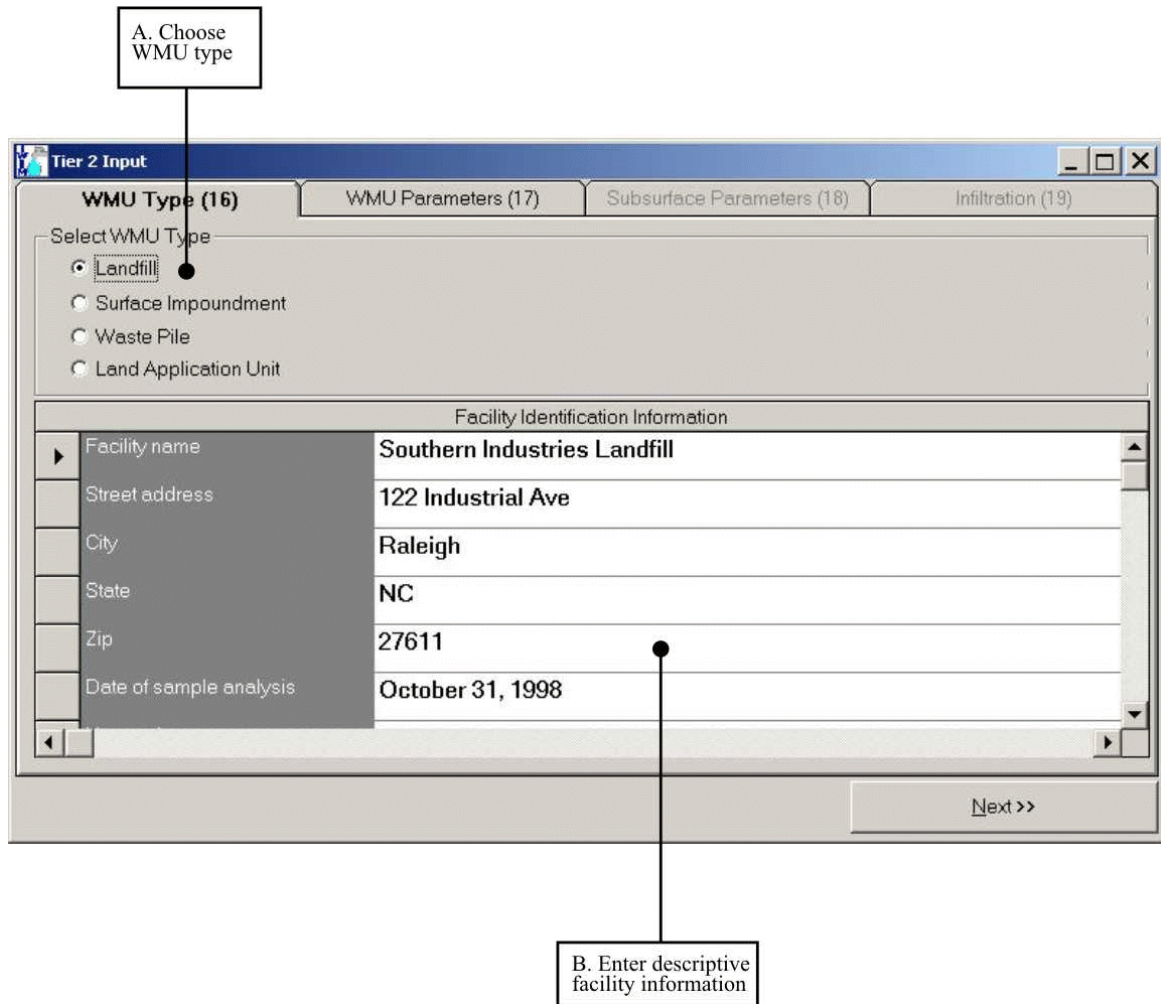 A. Choose
WMU type
Tier 2 Input
WMU Type (16)
WMU Parameters (17)
Subsurface Parameters (18)
Infiltration (19)
Select WMU Type
Landfill
Surface Impoundment
Waste Pile
Land Application Unit
Facility Identification Information
Facility name Southern Industries Landfill
Street address 122 Industrial Ave
City Raleigh
State NC
Zip 27611
Date of sample analysis October 31, 1998
Next >>
B. Enter descriptive
facility information